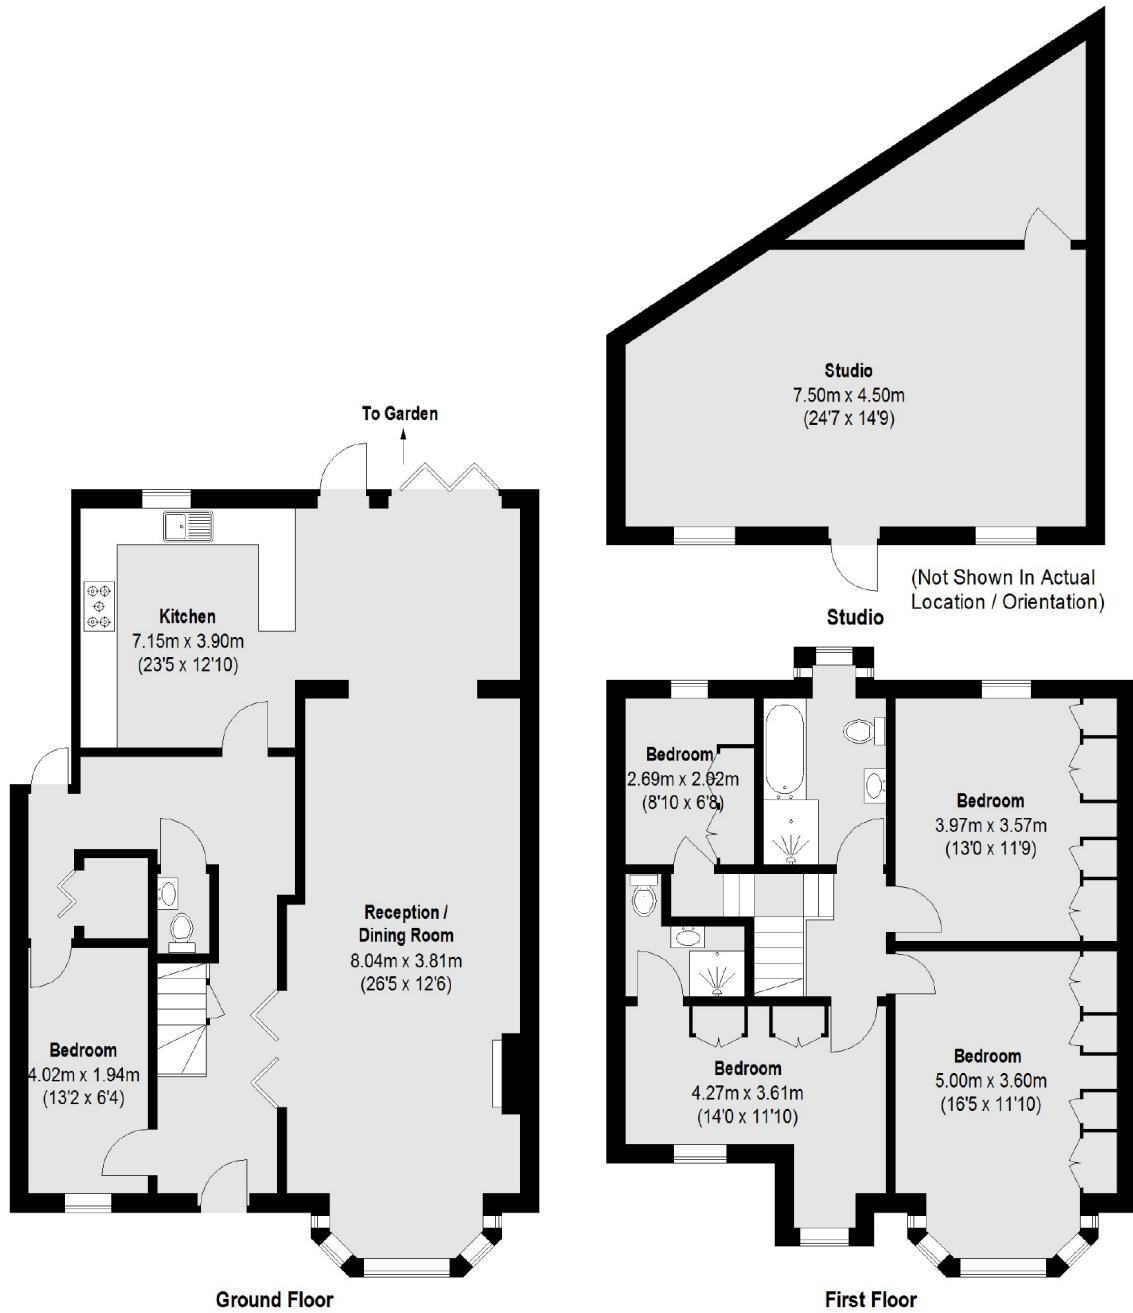 Studio
7.50m x 4.50m
(24'7 x 14'9)
To Garden
(Not Shown In Actual
Location / Orientation)
Studio
Kitchen
7.15m x 3.90m
(23'5 x 12'10)
Bedroom
2.69m x 2.02m
(8'10 x 6'8)
Bedroom
3.97m x 3.57m
(13'0 x 11'9)
Reception /
Dining Room
8.04m x 3.81m
(26'5 x 12'6)
Bedroom
4.02m x 1.94m
(13'2 x 6'4)
Bedroom
4.27m x 3.61m
(14'0 x 11'10)
Bedroom
5.00m x 3.60m
(16'5 x 11'10)
Ground Floor
First Floor